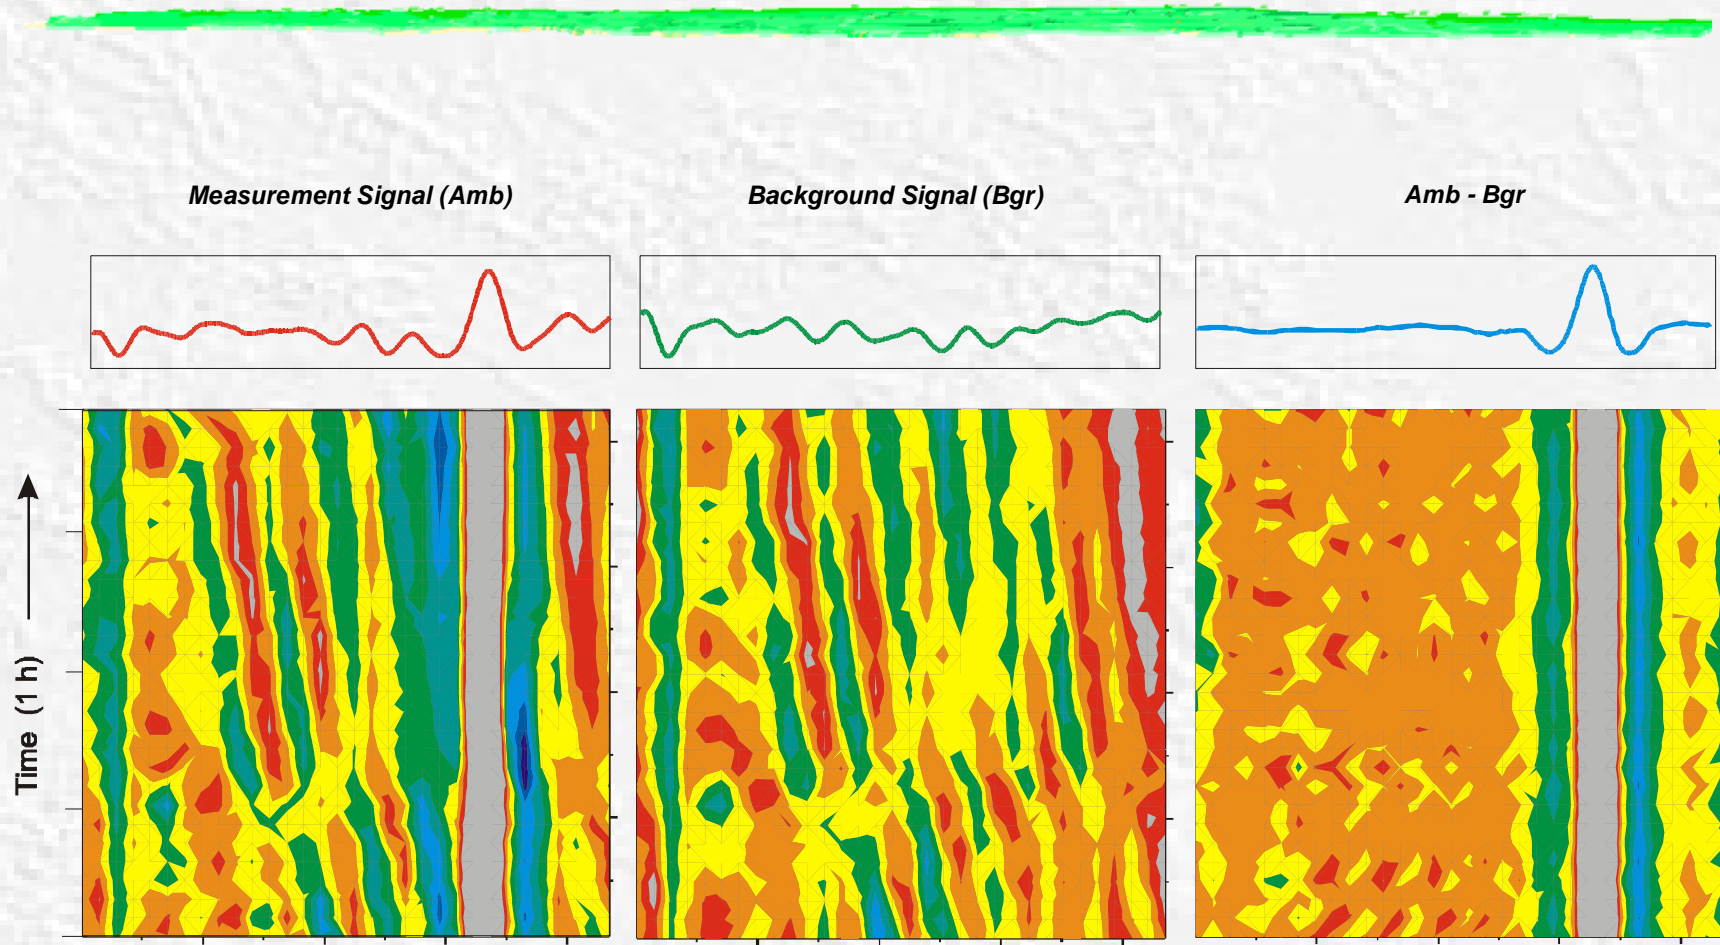 Measurement Signal (Amb)
Background Signal (Bgr)
Amb - Bgr
Time (1 h)